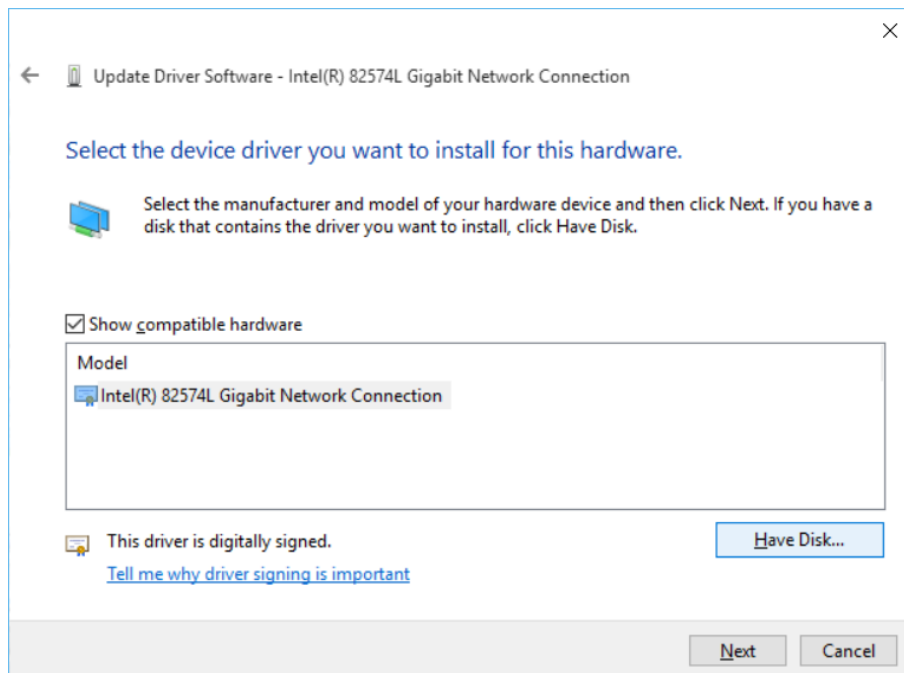 Update Driver Software - Intel(R) 82574L Gigabit Network Connection
Select the device driver you want to install for this hardware.
Select the manufacturer and model of your hardware device and then click Next. If you have a
disk that contains the driver you want to install, click Have Disk.
Show compatible hardware
Model
Intel(R) 82574L Gigabit Network Connection
This driver is digitally signed.
Have Disk...
Tell me why driver signing is important
Next
Cancel